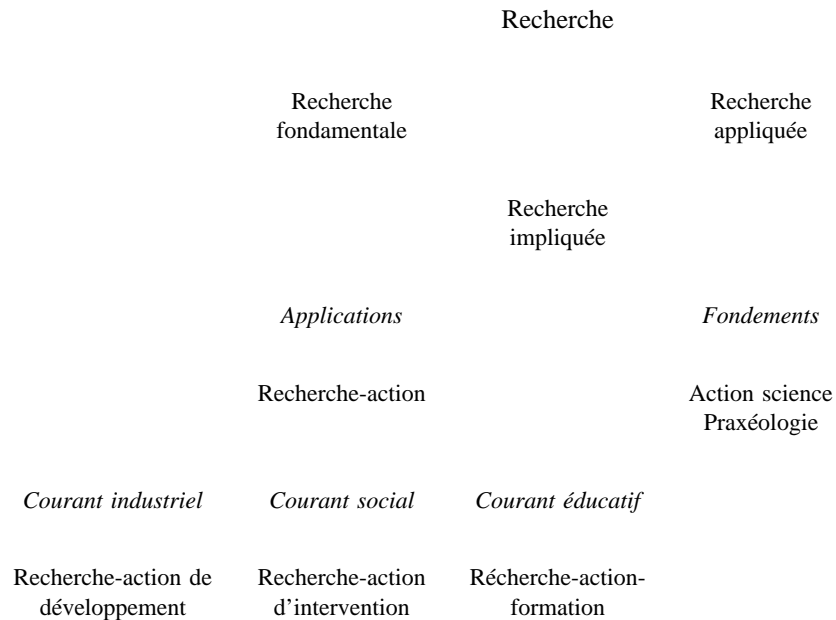 Recherche
Recherche
fondamentale
Recherche
appliquée
Recherche
impliquée
Applications
Fondements
Recherche-action
Action science
Praxéologie
Courant industriel
Courant social
Courant éducatif
Recherche-action de
développement
Recherche-action
d’intervention
Récherche-action-
formation